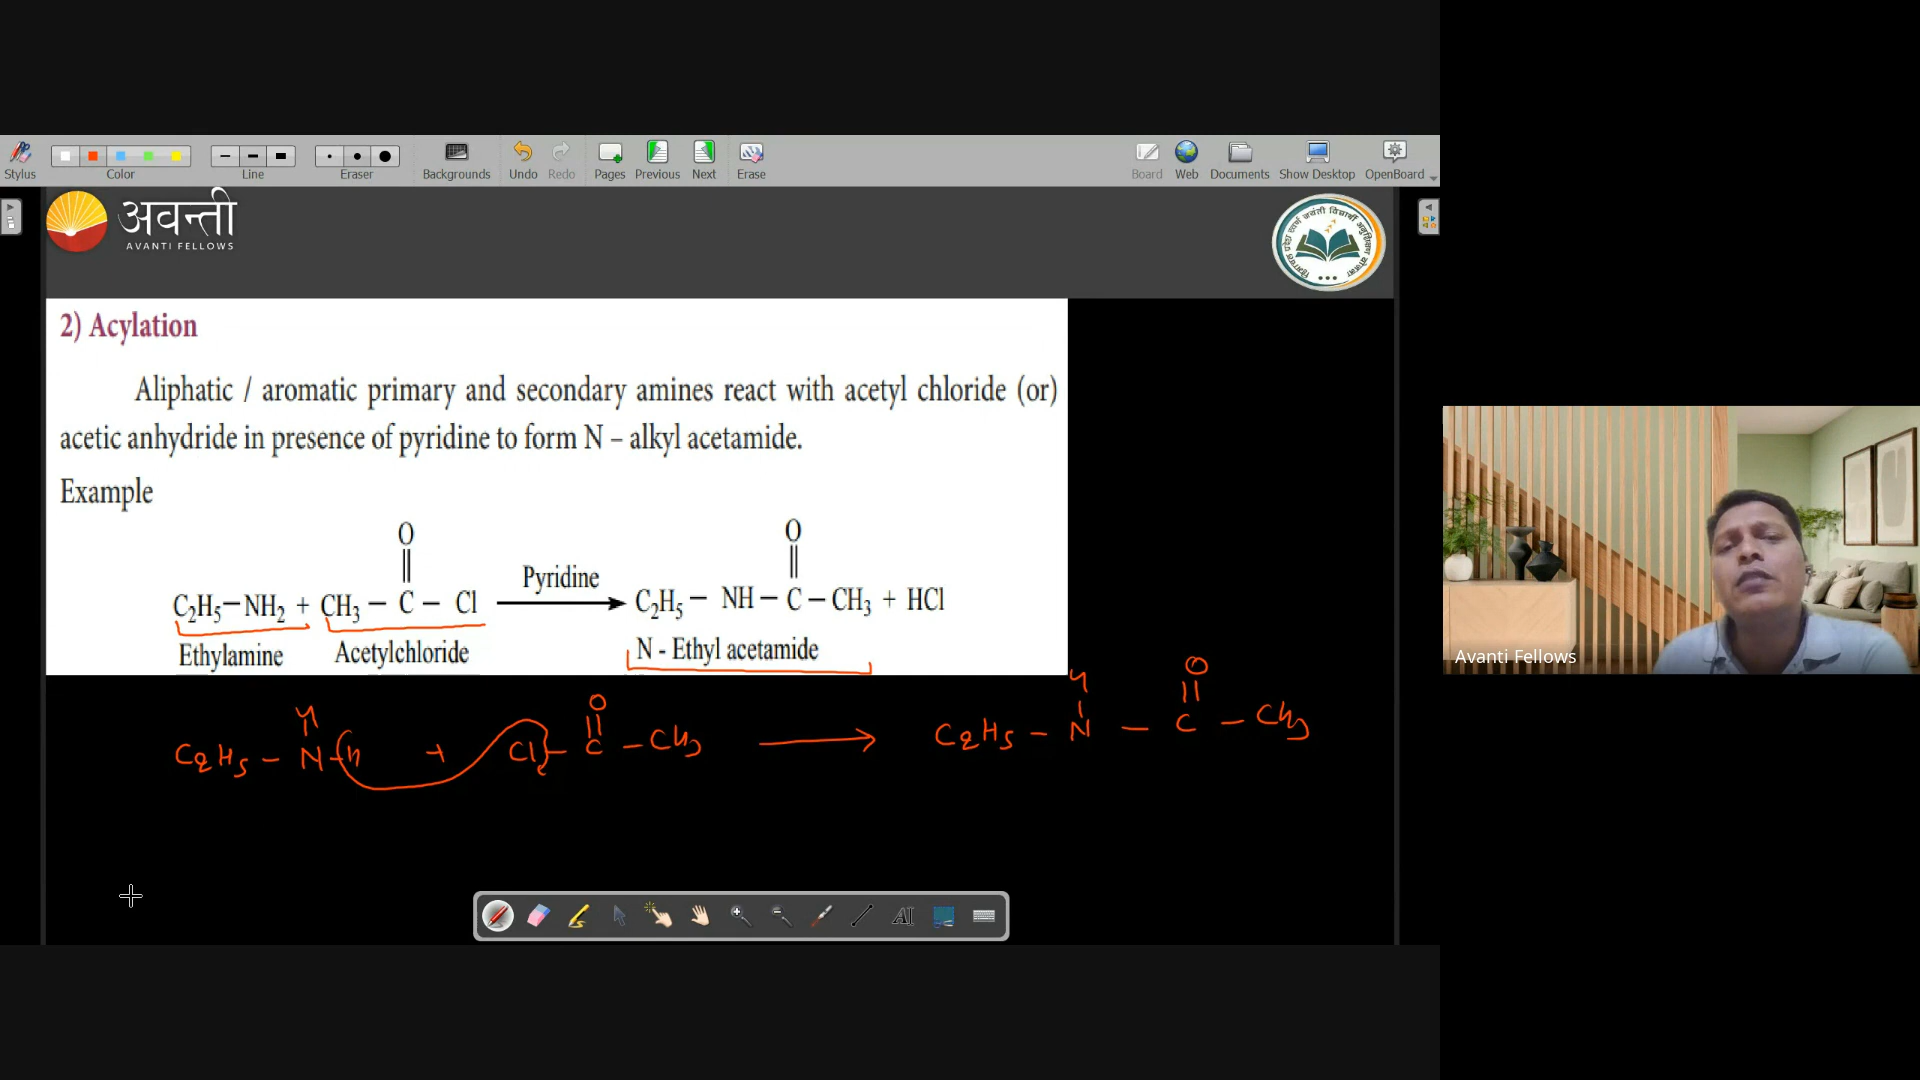 Stylus Color Line Eraser Backgrounds Undo Redo Pages Previous Next Erase Board Web Documents Show Desktop OpenBoard
अवन्ती
AVANTI FELLOWS
2) Acylation
Aliphatic / aromatic primary and secondary amines react with acetyl chloride (or)
acetic anhydride in presence of pyridine to form N – alkyl acetamide.
Example
O O
|| Pyridine ||
C₂H₅—NH₂ + CH₃ — C — Cl ⟶ C₂H₅ — NH — C — CH₃ + HCl
Ethylamine Acetylchloride N - Ethyl acetamide
H O H O
C₂H₅ – N – H + Cl – C – CH₃ ⟶ C₂H₅ – N – C – CH₃
Avanti Fellows